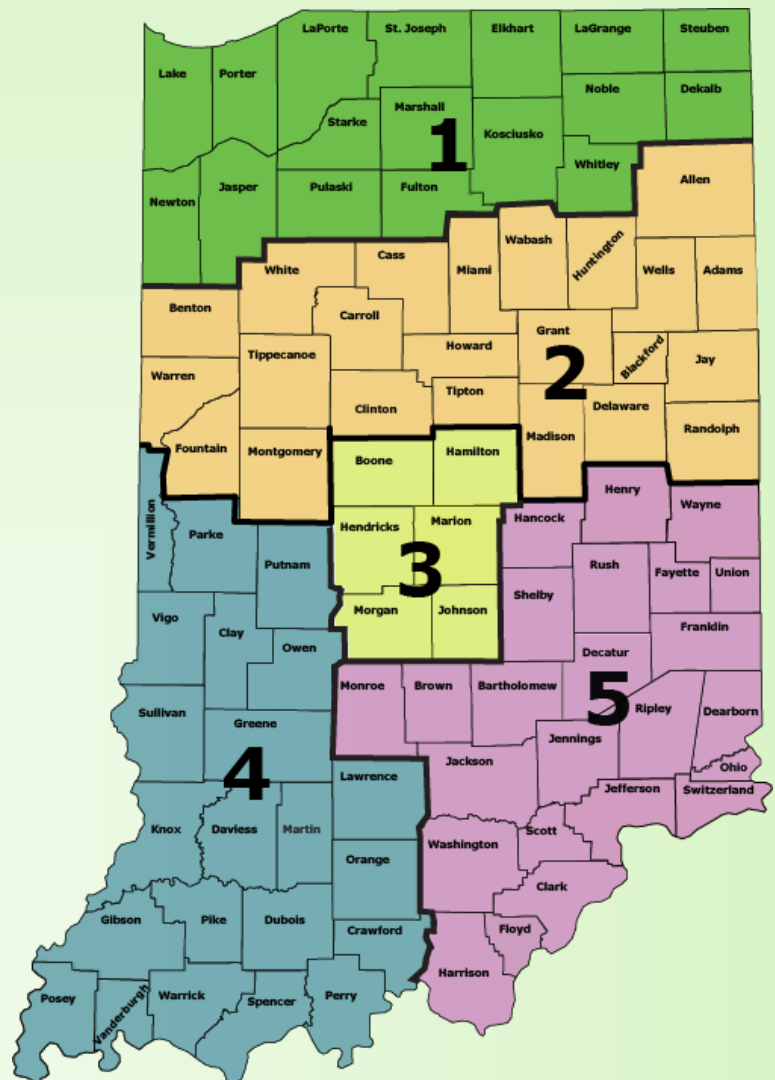 LaPorte
St. Joseph
Elkhart
LaGrange
Steuben
Lake
Porter
Noble
Dekalb
Marshall
Starke
Kosciusko
1
Whitley
Allen
Jasper
Pulaski
Fulton
Newton
Wabash
Huntington
Cass
White
Miami
Wells
Adams
Benton
Carroll
Grant
Howard
Blackford
Tippecanoe
Jay
Warren
2
Tipton
Clinton
Delaware
Randolph
Madison
Fountain
Montgomery
Hamilton
Boone
Henry
Wayne
Hancock
Marion
Hendricks
Vermillion
Parke
Putnam
Rush
3
Fayette
Union
Shelby
Morgan
Johnson
Vigo
Clay
Franklin
Owen
Decatur
Monroe
Brown
Bartholomew
5
Ripley
Dearborn
Sullivan
Greene
Jennings
Jackson
Ohio
4
Lawrence
Jefferson
Switzerland
Knox
Daviess
Martin
Scott
Washington
Orange
Clark
Gibson
Pike
Dubois
Crawford
Floyd
Harrison
Posey
Vanderburgh
Warrick
Spencer
Perry